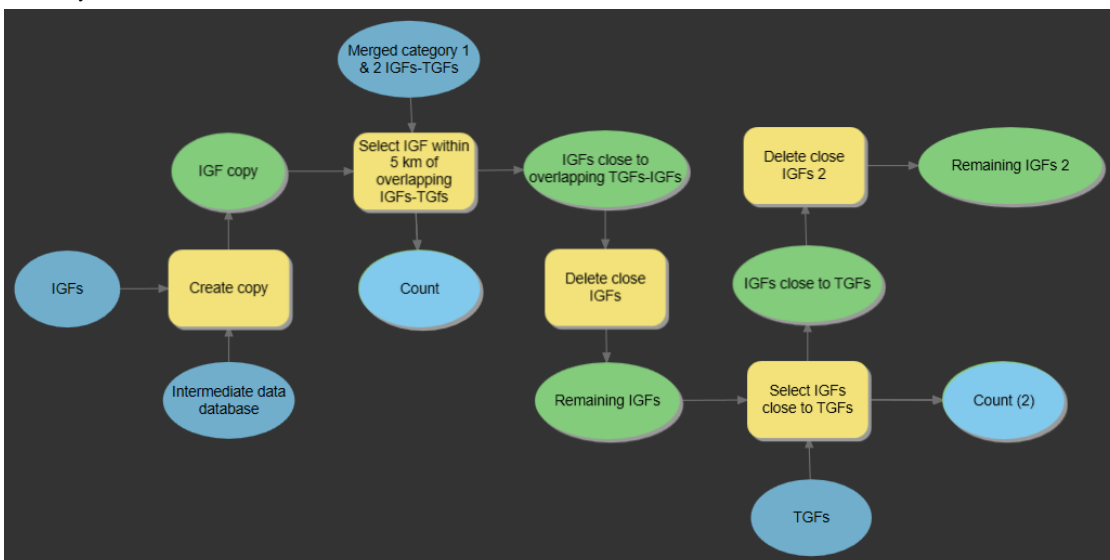 Merged category 1
& 2 IGFs-TGFs
Select IGF within
5 km of
overlapping
IGFs-TGfs
IGF copy
IGFs close to
overlapping TGFs-IGFs
Delete close
IGFs 2
Remaining IGFs 2
IGFs
Create copy
Count
Delete close
IGFs
IGFs close to TGFs
Intermediate data
database
Remaining IGFs
Select IGFs
close to TGFs
Count (2)
TGFs